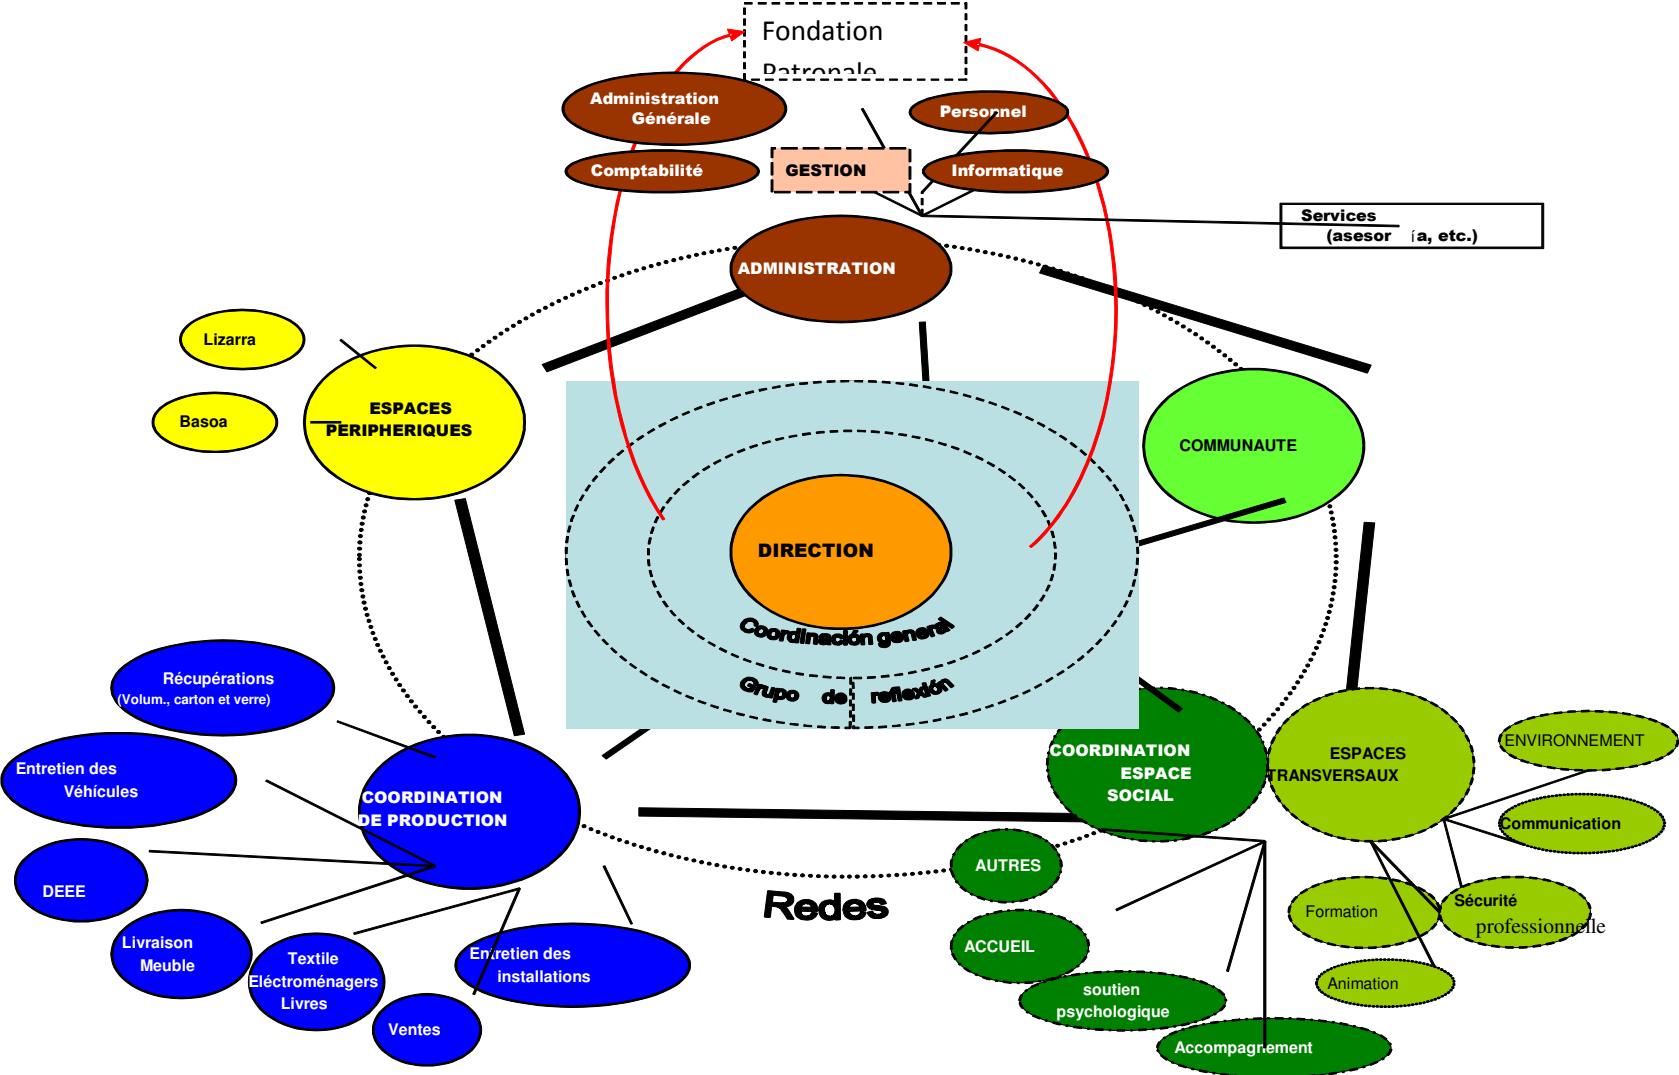 Fondation
Patronale
Administration
Générale
Personnel
Comptabilité
GESTION
Informatique
Services
(asesor ía, etc.)
ADMINISTRATION
Lizarra
Basoa
ESPACES
PERIPHERIQUES
COMMUNAUTE
DIRECTION
Coordinación general
Grupo de reflexión
Récupérations
(Volum., carton et verre)
Entretien des
Véhícules
COORDINATION
DE PRODUCTION
DEEE
Livraison
Meuble
Textile
Eléctroménagers
Livres
Ventes
Entretien des
installations
Redes
COORDINATION
ESPACE
SOCIAL
ESPACES
TRANSVERSAUX
ENVIRONNEMENT
Communication
AUTRES
ACCUEIL
soutien
psychologique
Accompagnement
Formation
Sécurité
professionnelle
Animation